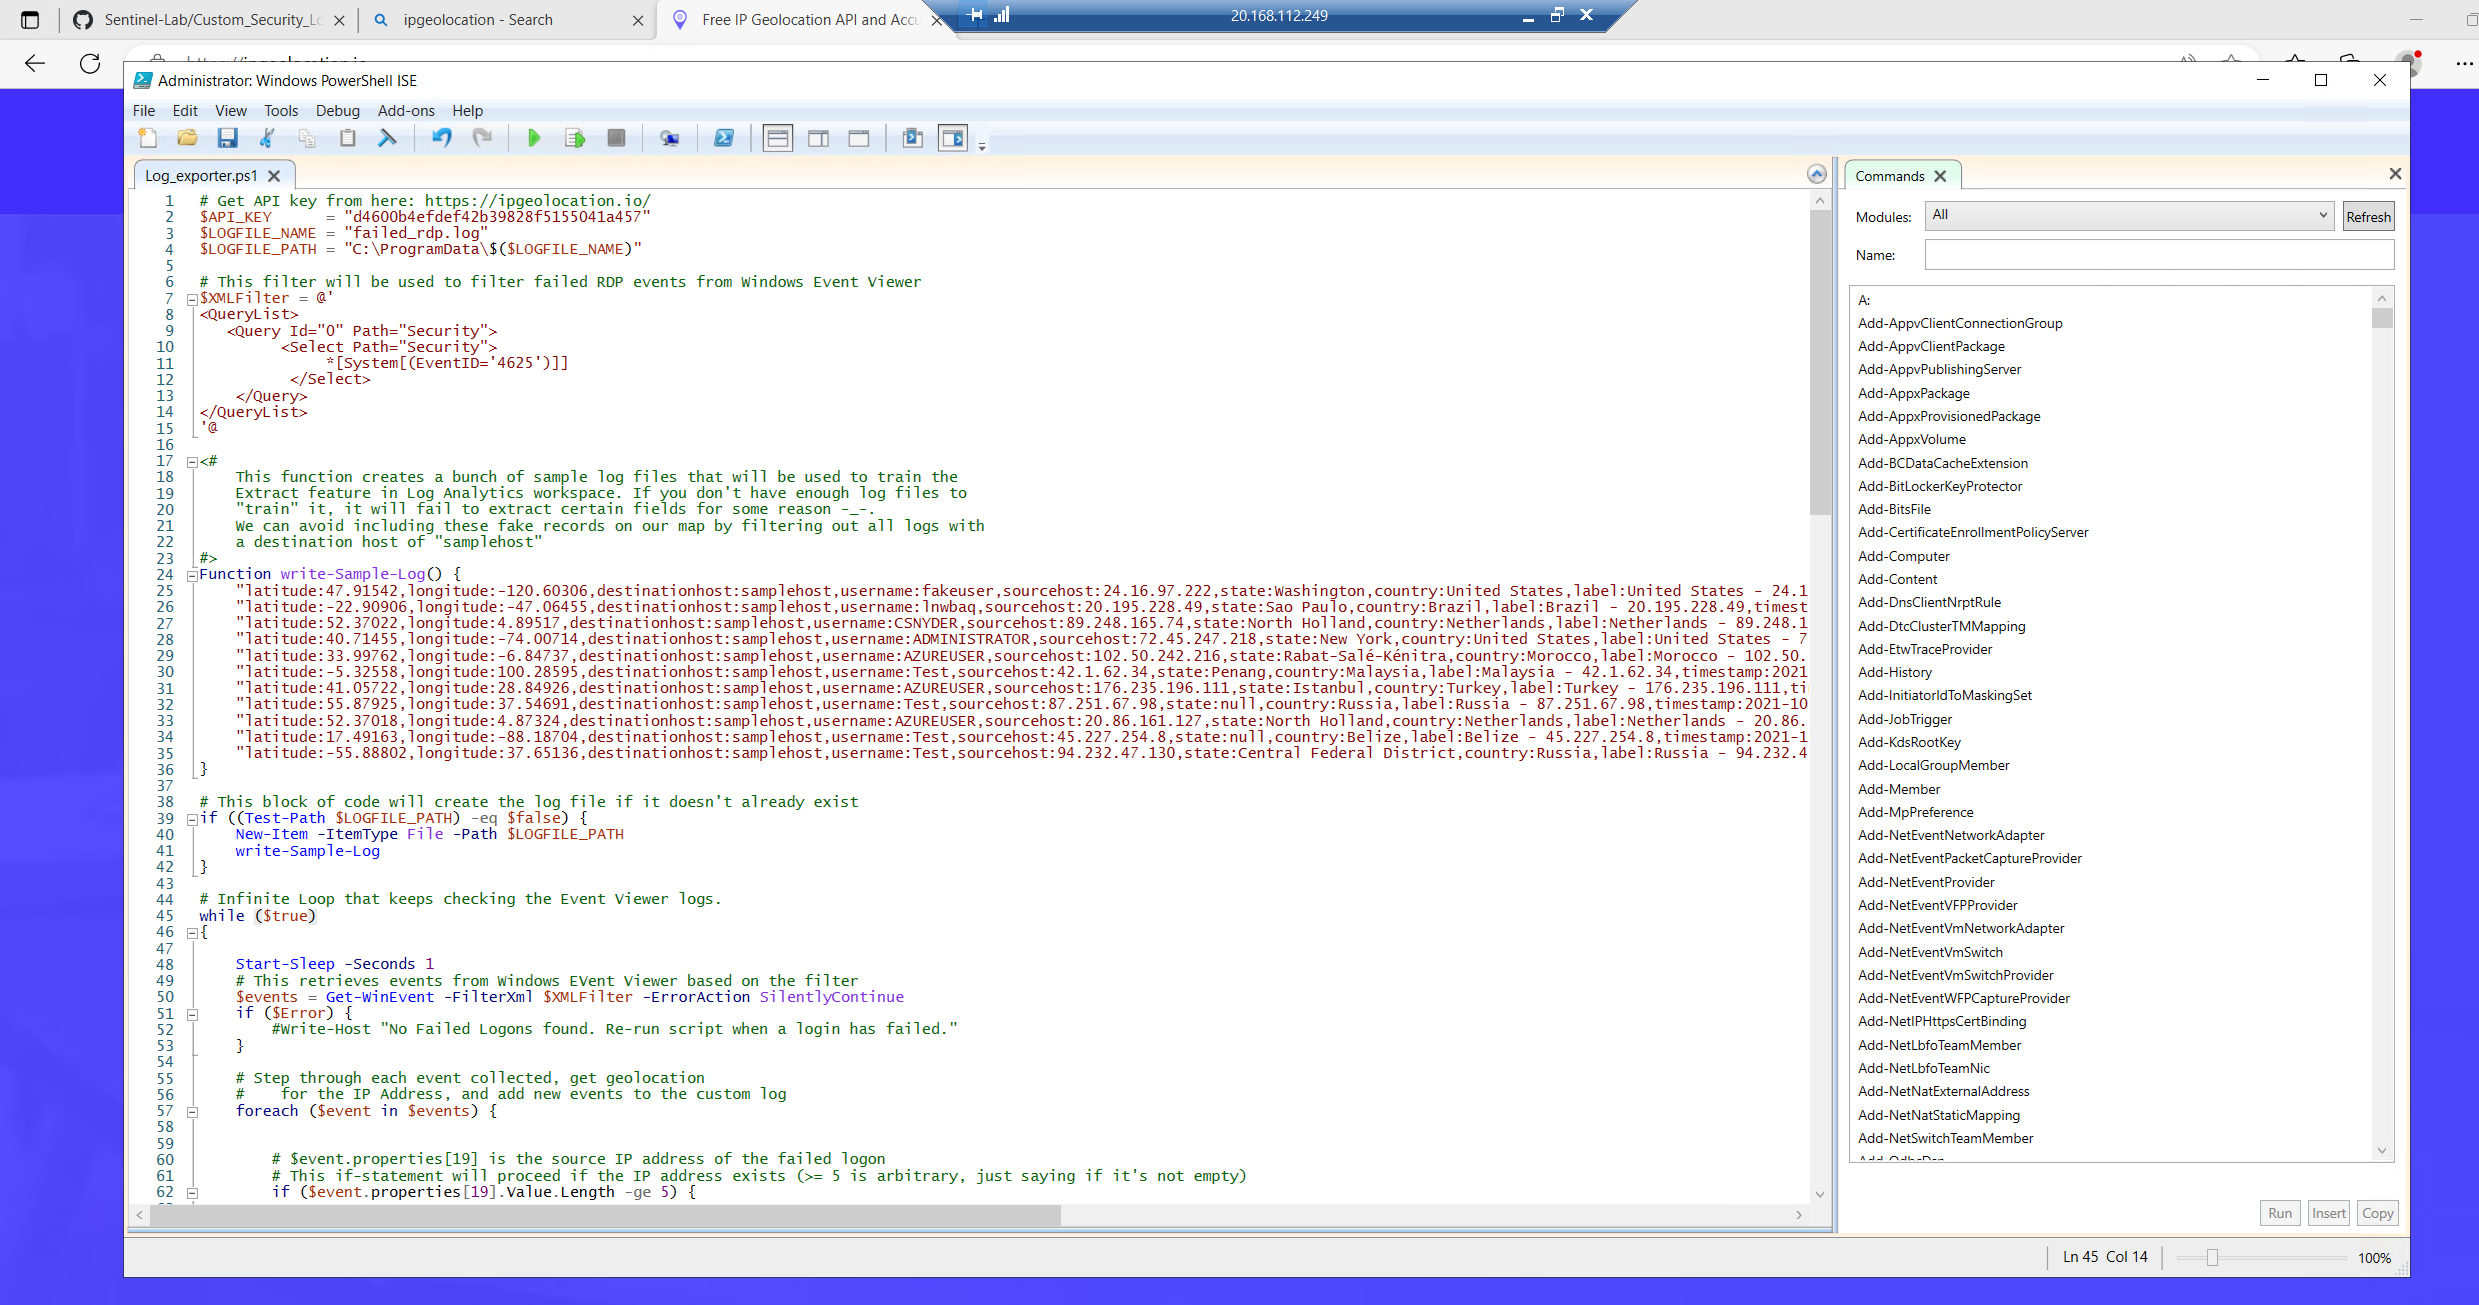 Sentinel-Lab/Custom_Security_Lo
ipgeolocation - Search
Free IP Geolocation API and Accu
20.168.112.249
Administrator: Windows PowerShell ISE
File Edit View Tools Debug Add-ons Help
Log_exporter.ps1
1 # Get API key from here: https://ipgeolocation.io/
2 $API_KEY      = "d4600b4efdef42b39828f5155041a457"
3 $LOGFILE_NAME = "failed_rdp.log"
4 $LOGFILE_PATH = "C:\ProgramData\$($LOGFILE_NAME)"
5
6 # This filter will be used to filter failed RDP events from Windows Event Viewer
7 $XMLFilter = @'
8 <QueryList>
9    <Query Id="0" Path="Security">
10          <Select Path="Security">
11               *[System[(EventID='4625')]]
12           </Select>
13     </Query>
14 </QueryList>
15 '@
16
17 <#
18     This function creates a bunch of sample log files that will be used to train the
19     Extract feature in Log Analytics workspace. If you don't have enough log files to
20     "train" it, it will fail to extract certain fields for some reason -_-.
21     We can avoid including these fake records on our map by filtering out all logs with
22     a destination host of "samplehost"
23 #>
24 Function write-Sample-Log() {
25     "latitude:47.91542,longitude:-120.60306,destinationhost:samplehost,username:fakeuser,sourcehost:24.16.97.222,state:Washington,country:United States,label:United States - 24.1
26     "latitude:-22.90906,longitude:-47.06455,destinationhost:samplehost,username:lnwbaq,sourcehost:20.195.228.49,state:Sao Paulo,country:Brazil,label:Brazil - 20.195.228.49,timest
27     "latitude:52.37022,longitude:4.89517,destinationhost:samplehost,username:CSNYDER,sourcehost:89.248.165.74,state:North Holland,country:Netherlands,label:Netherlands - 89.248.1
28     "latitude:40.71455,longitude:-74.00714,destinationhost:samplehost,username:ADMINISTRATOR,sourcehost:72.45.247.218,state:New York,country:United States,label:United States - 7
29     "latitude:33.99762,longitude:-6.84737,destinationhost:samplehost,username:AZUREUSER,sourcehost:102.50.242.216,state:Rabat-Salé-Kénitra,country:Morocco,label:Morocco - 102.50.
30     "latitude:-5.32558,longitude:100.28595,destinationhost:samplehost,username:Test,sourcehost:42.1.62.34,state:Penang,country:Malaysia,label:Malaysia - 42.1.62.34,timestamp:2021
31     "latitude:41.05722,longitude:28.84926,destinationhost:samplehost,username:AZUREUSER,sourcehost:176.235.196.111,state:Istanbul,country:Turkey,label:Turkey - 176.235.196.111,ti
32     "latitude:55.87925,longitude:37.54691,destinationhost:samplehost,username:Test,sourcehost:87.251.67.98,state:null,country:Russia,label:Russia - 87.251.67.98,timestamp:2021-10
33     "latitude:52.37018,longitude:4.87324,destinationhost:samplehost,username:AZUREUSER,sourcehost:20.86.161.127,state:North Holland,country:Netherlands,label:Netherlands - 20.86.
34     "latitude:17.49163,longitude:-88.18704,destinationhost:samplehost,username:Test,sourcehost:45.227.254.8,state:null,country:Belize,label:Belize - 45.227.254.8,timestamp:2021-1
35     "latitude:-55.88802,longitude:37.65136,destinationhost:samplehost,username:Test,sourcehost:94.232.47.130,state:Central Federal District,country:Russia,label:Russia - 94.232.4
36 }
37
38 # This block of code will create the log file if it doesn't already exist
39 if ((Test-Path $LOGFILE_PATH) -eq $false) {
40     New-Item -ItemType File -Path $LOGFILE_PATH
41     write-Sample-Log
42 }
43
44 # Infinite Loop that keeps checking the Event Viewer logs.
45 while ($true)
46 {
47
48     Start-Sleep -Seconds 1
49     # This retrieves events from Windows EVent Viewer based on the filter
50     $events = Get-WinEvent -FilterXml $XMLFilter -ErrorAction SilentlyContinue
51     if ($Error) {
52         #Write-Host "No Failed Logons found. Re-run script when a login has failed."
53     }
54
55     # Step through each event collected, get geolocation
56     #    for the IP Address, and add new events to the custom log
57     foreach ($event in $events) {
58
59
60         # $event.properties[19] is the source IP address of the failed logon
61         # This if-statement will proceed if the IP address exists (>= 5 is arbitrary, just saying if it's not empty)
62         if ($event.properties[19].Value.Length -ge 5) {
Commands
Modules: All Refresh
Name:
A:
Add-AppvClientConnectionGroup
Add-AppvClientPackage
Add-AppvPublishingServer
Add-AppxPackage
Add-AppxProvisionedPackage
Add-AppxVolume
Add-BCDataCacheExtension
Add-BitLockerKeyProtector
Add-BitsFile
Add-CertificateEnrollmentPolicyServer
Add-Computer
Add-Content
Add-DnsClientNrptRule
Add-DtcClusterTMMapping
Add-EtwTraceProvider
Add-History
Add-InitiatorIdToMaskingSet
Add-JobTrigger
Add-KdsRootKey
Add-LocalGroupMember
Add-Member
Add-MpPreference
Add-NetEventNetworkAdapter
Add-NetEventPacketCaptureProvider
Add-NetEventProvider
Add-NetEventVFPProvider
Add-NetEventVmNetworkAdapter
Add-NetEventVmSwitch
Add-NetEventVmSwitchProvider
Add-NetEventWFPCaptureProvider
Add-NetIPHttpsCertBinding
Add-NetLbfoTeamMember
Add-NetLbfoTeamNic
Add-NetNatExternalAddress
Add-NetNatStaticMapping
Add-NetSwitchTeamMember
Run Insert Copy
Ln 45 Col 14
100%